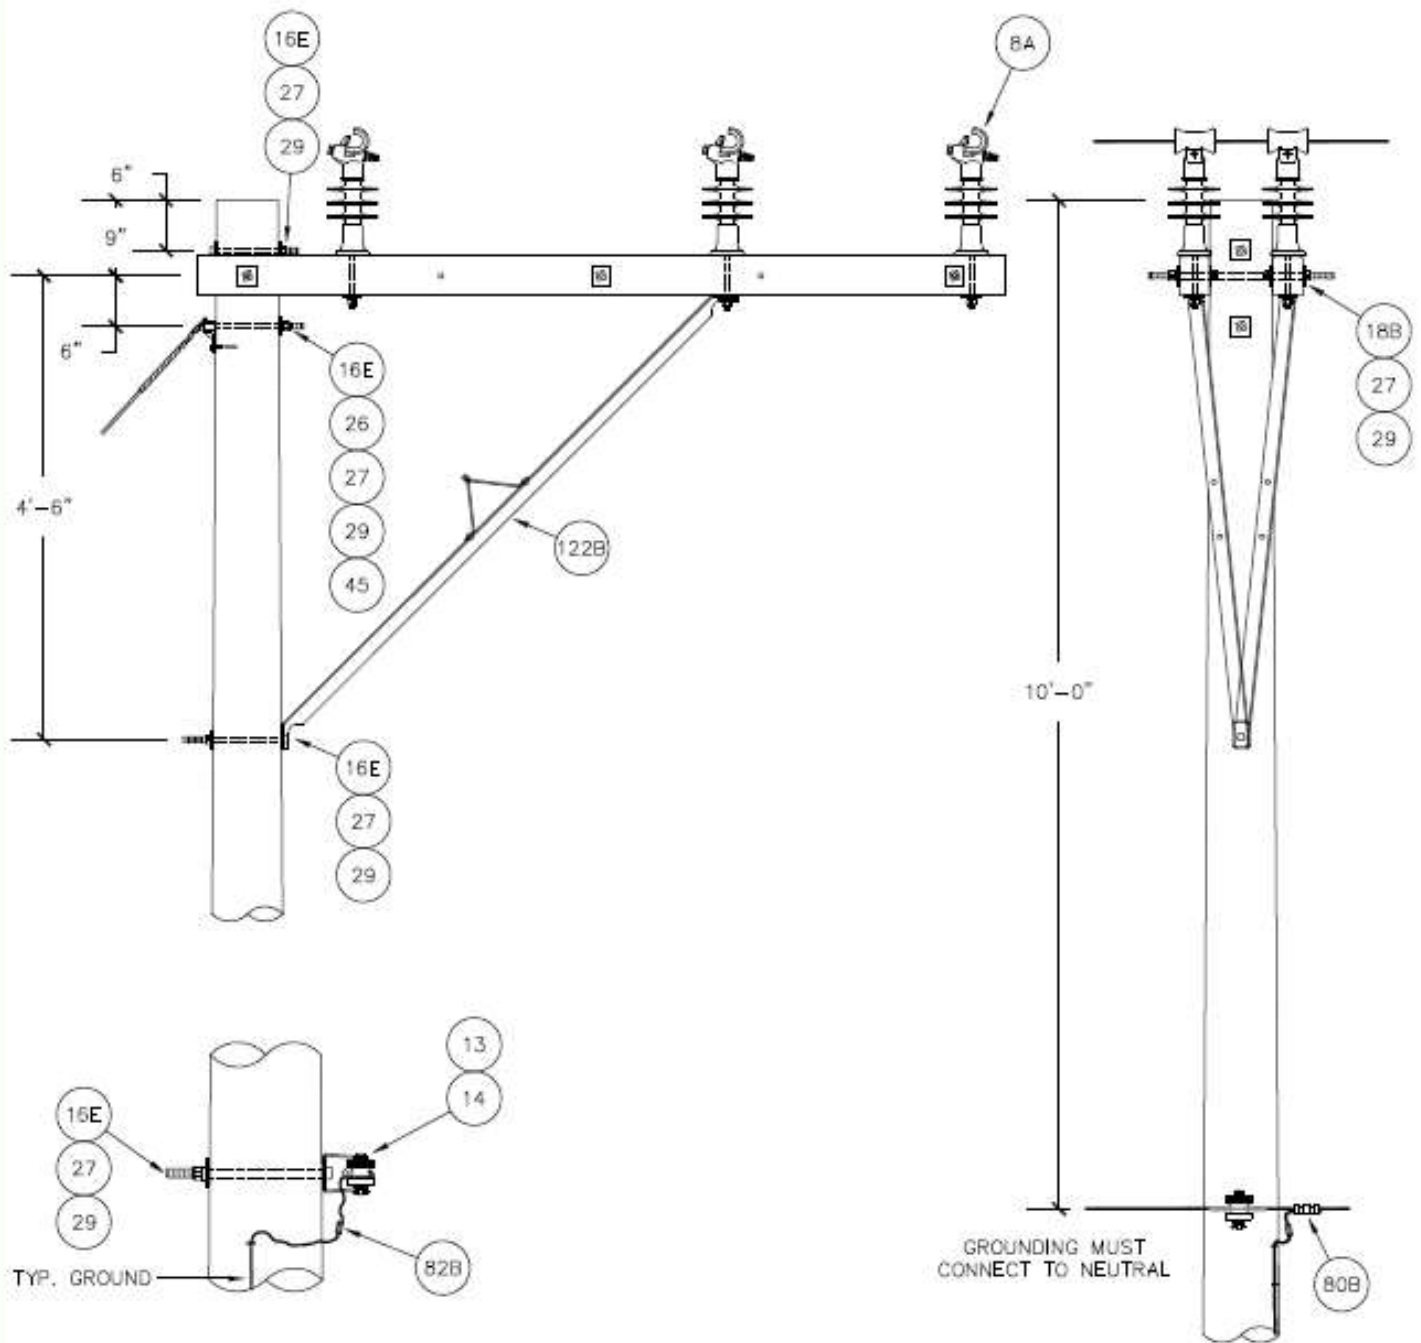 16E
27
29
8A
6"
9"
6"
4'-6"
16E
26
27
29
45
122B
18B
27
29
10'-0"
16E
27
29
13
14
16E
27
29
82B
TYP. GROUND
GROUNDING MUST
CONNECT TO NEUTRAL
80B